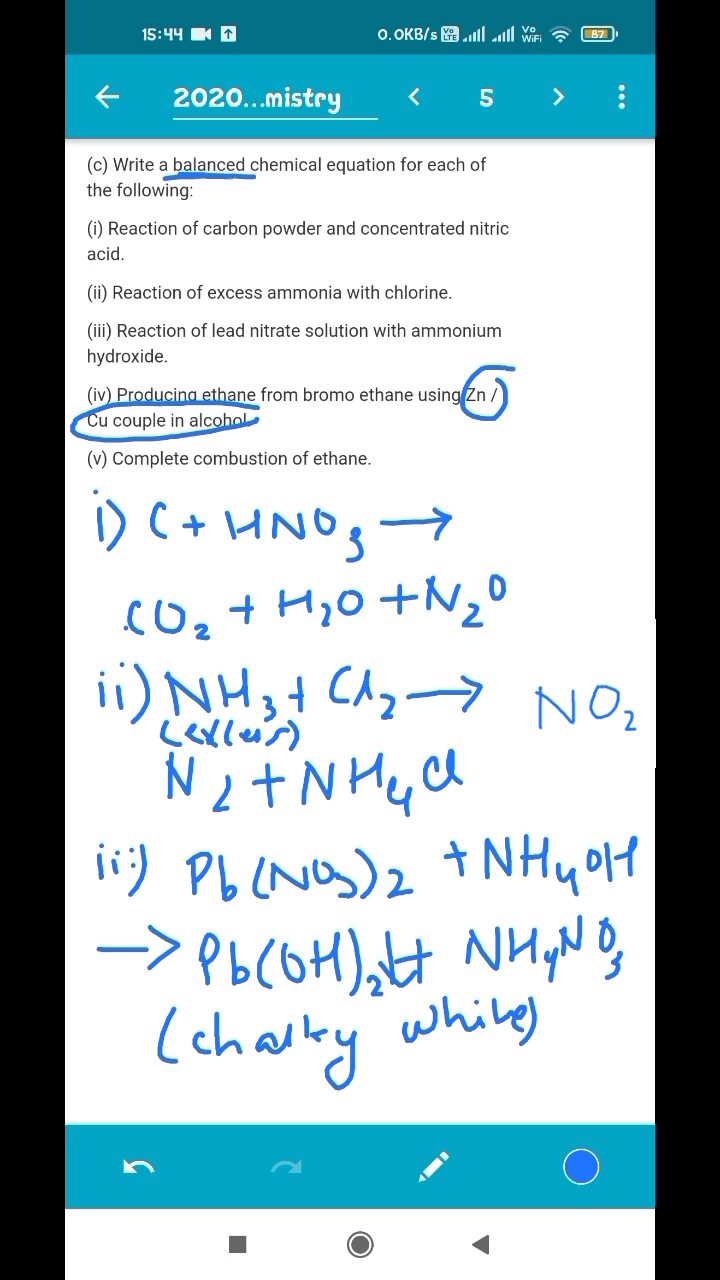 15:44 0.0KB/s Vo LTE Vo WiFi 87
2020...mistry 5
(c) Write a balanced chemical equation for each of
the following:
(i) Reaction of carbon powder and concentrated nitric
acid.
(ii) Reaction of excess ammonia with chlorine.
(iii) Reaction of lead nitrate solution with ammonium
hydroxide.
(iv) Producing ethane from bromo ethane using Zn /
Cu couple in alcohol.
(v) Complete combustion of ethane.
i) C + HNO₃ →
CO₂ + H₂O + N₂O
ii) NH₃ + Cl₂ → NO₂
(excess)
N₂ + NH₄Cl
iii) Pb(NO₃)₂ + NH₄OH
→ Pb(OH)₂↓ + NH₄NO₃
(chalky white)